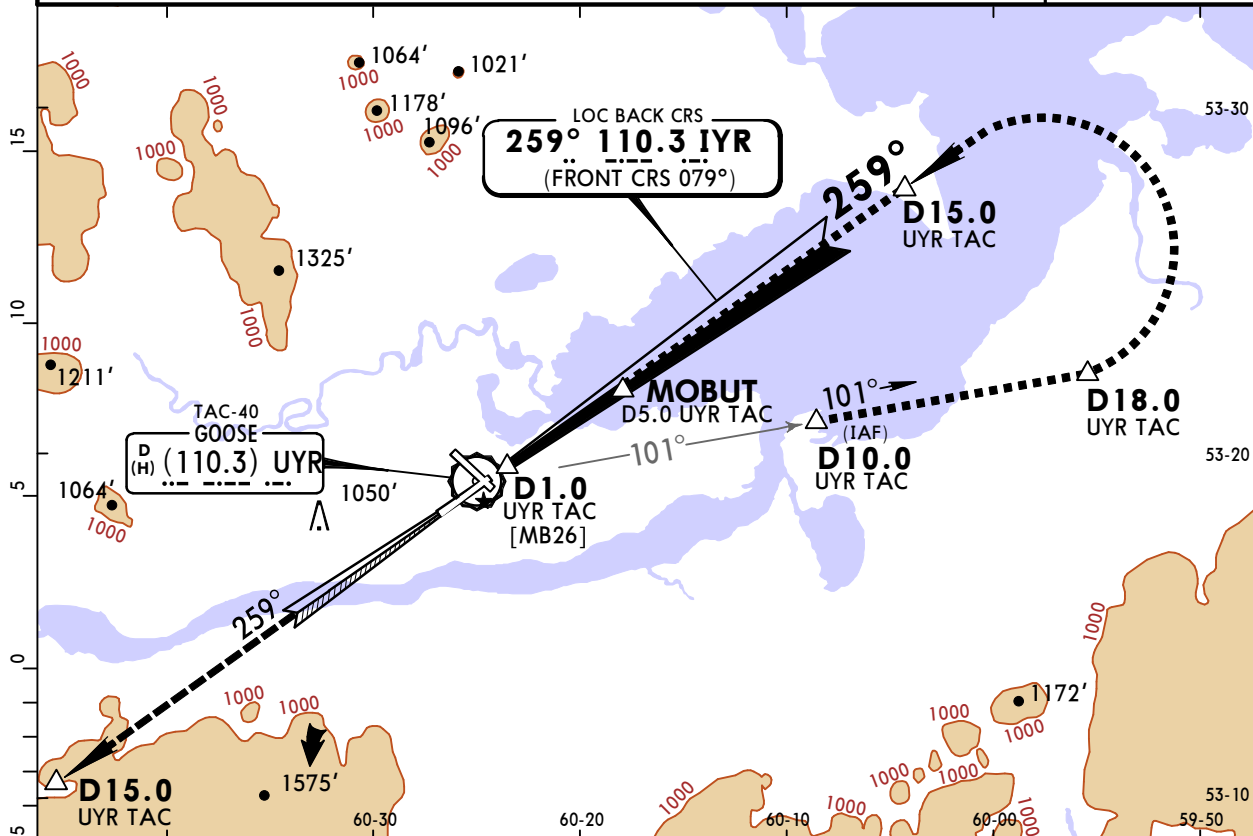 1000
1064'
1000
1021'
1000
1178'
1000
1096'
1000
1000
LOC BACK CRS
259° 110.3 IYR
(FRONT CRS 079°)
259°
53-30
15
D15.0
UYR TAC
1325'
1000
10
1000
1211'
MOBUT
D5.0 UYR TAC
101°
101°
(IAF)
D10.0
UYR TAC
D18.0
UYR TAC
TAC-40
GOOSE
D
(H) (110.3) UYR
1050'
1064'
1000
5
D1.0
UYR TAC
[MB26]
53-20
259°
0
1000
1000
1000
1172'
1000
1000
1575'
D15.0
UYR TAC
1000
1000
1000
1000
1000
53-10
5
60-30
60-20
60-10
60-00
59-50